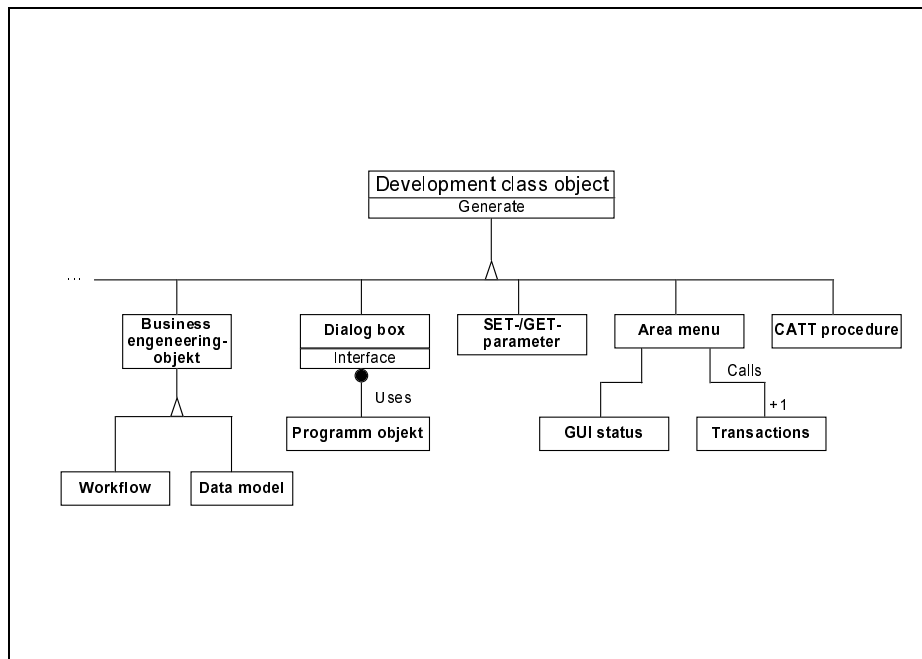 Development class object
Generate
...
Business
engeneering-
objekt
Dialog box
Interface
SET-/GET-
parameter
Area menu
CATT procedure
Uses
Calls
+1
Programm objekt
GUI status
Transactions
Workflow
Data model